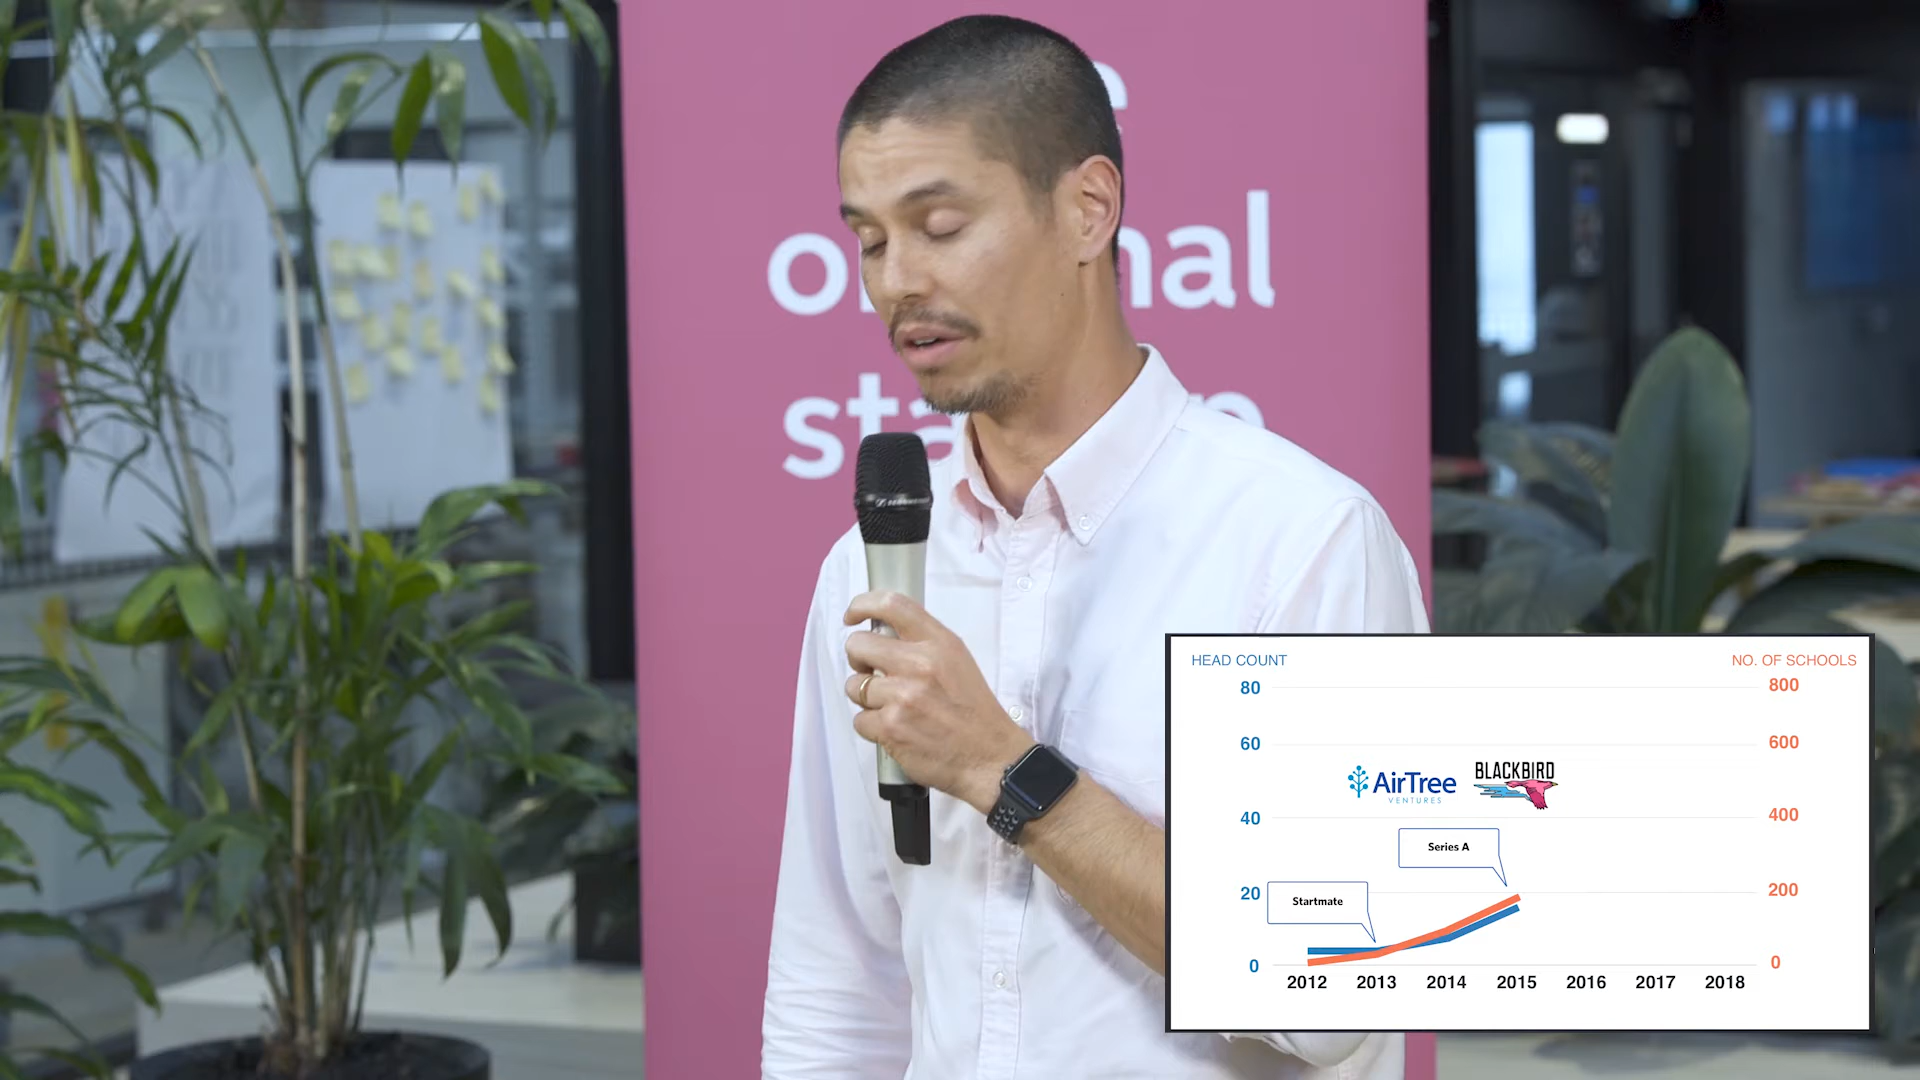 HEAD COUNT
NO. OF SCHOOLS
80
800
60
600
AirTree
VENTURES
BLACKBIRD
40
400
Series A
20
200
Startmate
0
0
2012 2013 2014 2015 2016 2017 2018